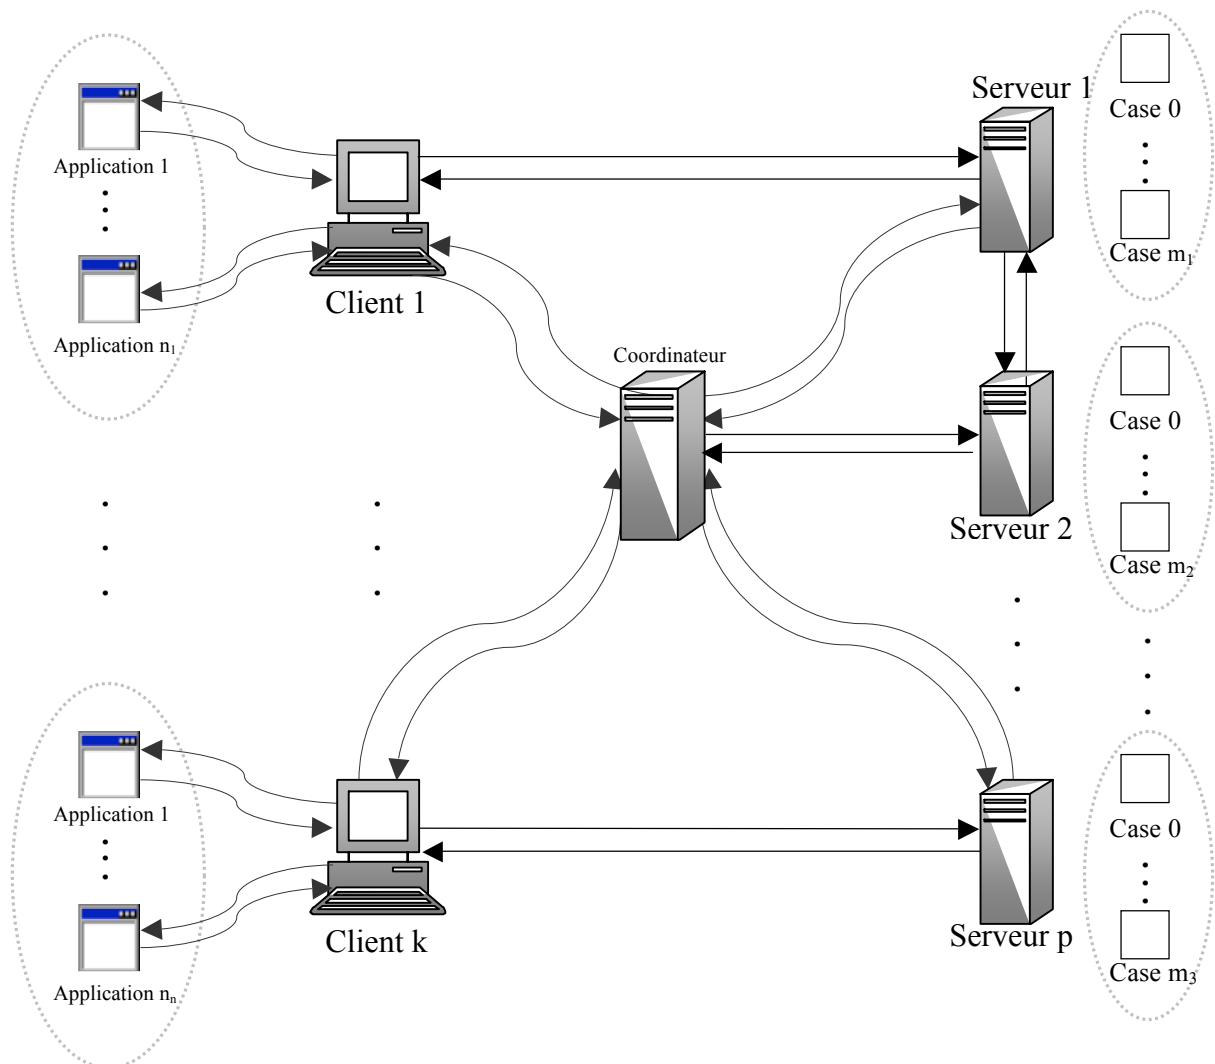 Serveur 1
Case 0
Application 1
Case m₁
Client 1
Application n₁
Coordinateur
Case 0
Serveur 2
Case m₂
Application 1
Case 0
Client k
Serveur p
Case m₃
Application nₙ